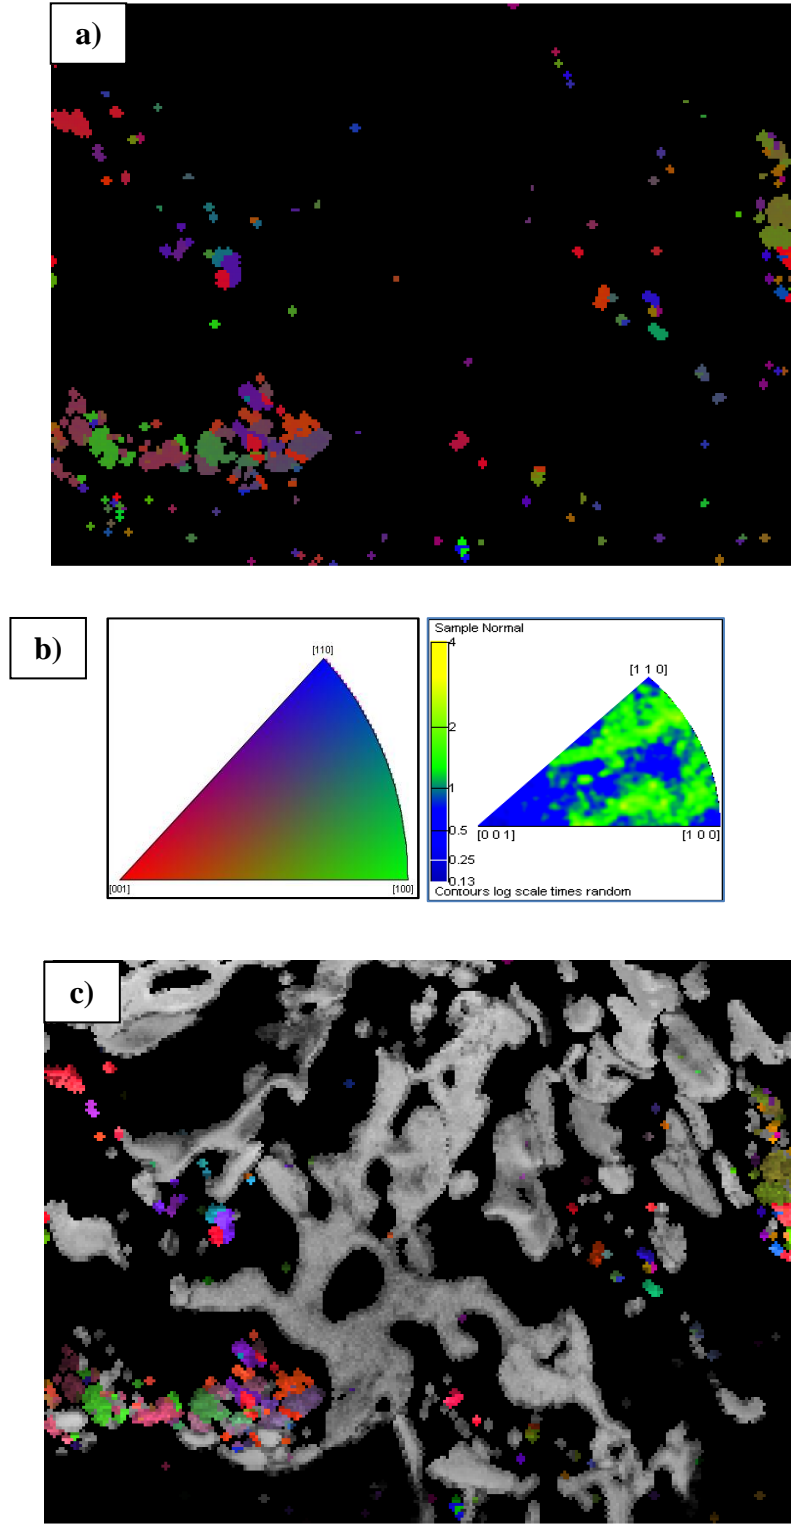 a)
b)
[110]
[001]
[100]
Sample Normal
4
2
1
0.5
0.25
0.13
[1 1 0]
[0 0 1]
[1 0 0]
Contours log scale times random
c)